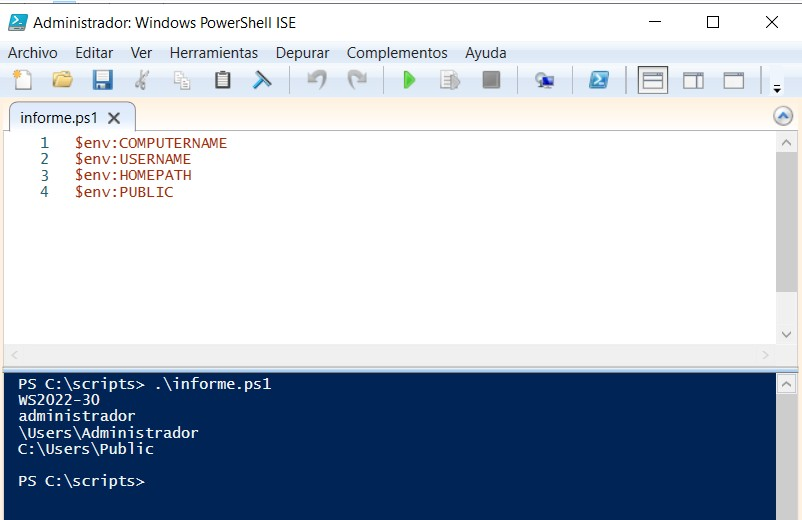 Administrador: Windows PowerShell ISE
Archivo Editar Ver Herramientas Depurar Complementos Ayuda
informe.ps1
1 $env:COMPUTERNAME
2 $env:USERNAME
3 $env:HOMEPATH
4 $env:PUBLIC
PS C:\scripts> .\informe.ps1
WS2022-30
administrador
\Users\Administrador
C:\Users\Public
PS C:\scripts>